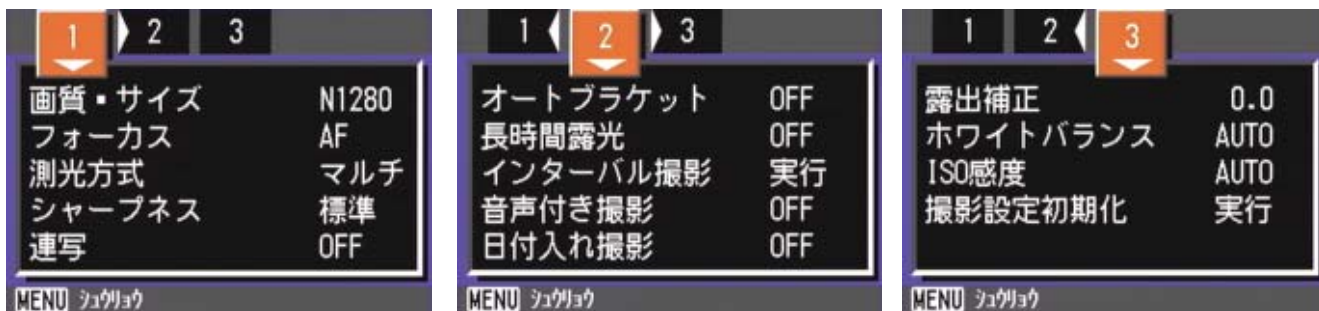 1 2 3
画質・サイズ N1280
フォーカス AF
測光方式 マルチ
シャープネス 標準
連写 OFF
MENU ｼｭｳﾘｮｳ
1 2 3
オートブラケット OFF
長時間露光 OFF
インターバル撮影 実行
音声付き撮影 OFF
日付入れ撮影 OFF
MENU ｼｭｳﾘｮｳ
1 2 3
露出補正 0.0
ホワイトバランス AUTO
ISO感度 AUTO
撮影設定初期化 実行
MENU ｼｭｳﾘｮｳ